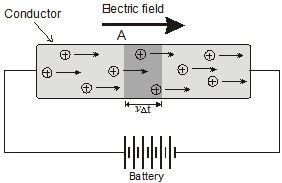 Electric field
Conductor
A
vΔt
Battery